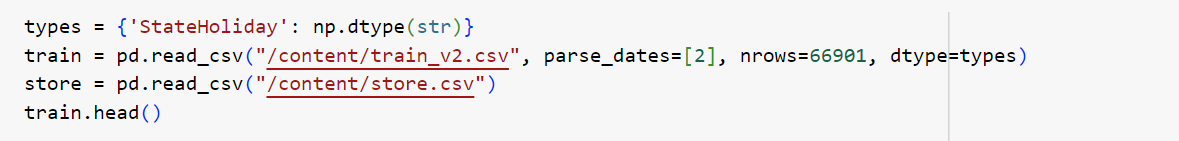 types = {'StateHoliday': np.dtype(str)}
train = pd.read_csv("/content/train_v2.csv", parse_dates=[2], nrows=66901, dtype=types)
store = pd.read_csv("/content/store.csv")
train.head()